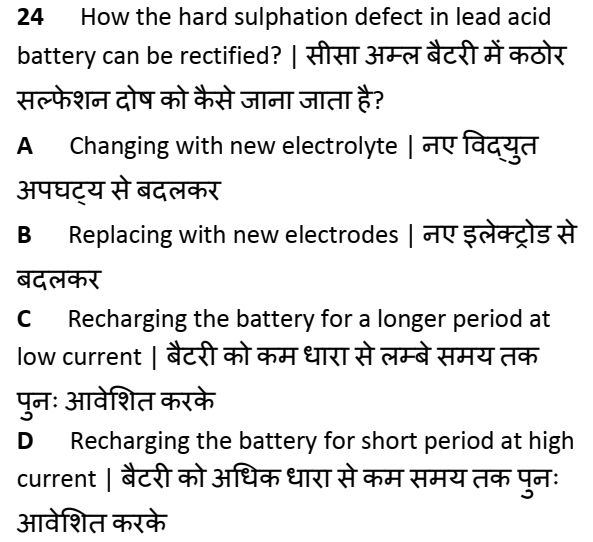 24 How the hard sulphation defect in lead acid
battery can be rectified? | सीसा अम्ल बैटरी में कठोर
सल्फेशन दोष को कैसे जाना जाता है?
A Changing with new electrolyte | नए विद्युत
अपघट्य से बदलकर
B Replacing with new electrodes | नए इलेक्ट्रोड से
बदलकर
C Recharging the battery for a longer period at
low current | बैटरी को कम धारा से लम्बे समय तक
पुनः आवेशित करके
D Recharging the battery for short period at high
current | बैटरी को अधिक धारा से कम समय तक पुनः
आवेशित करके